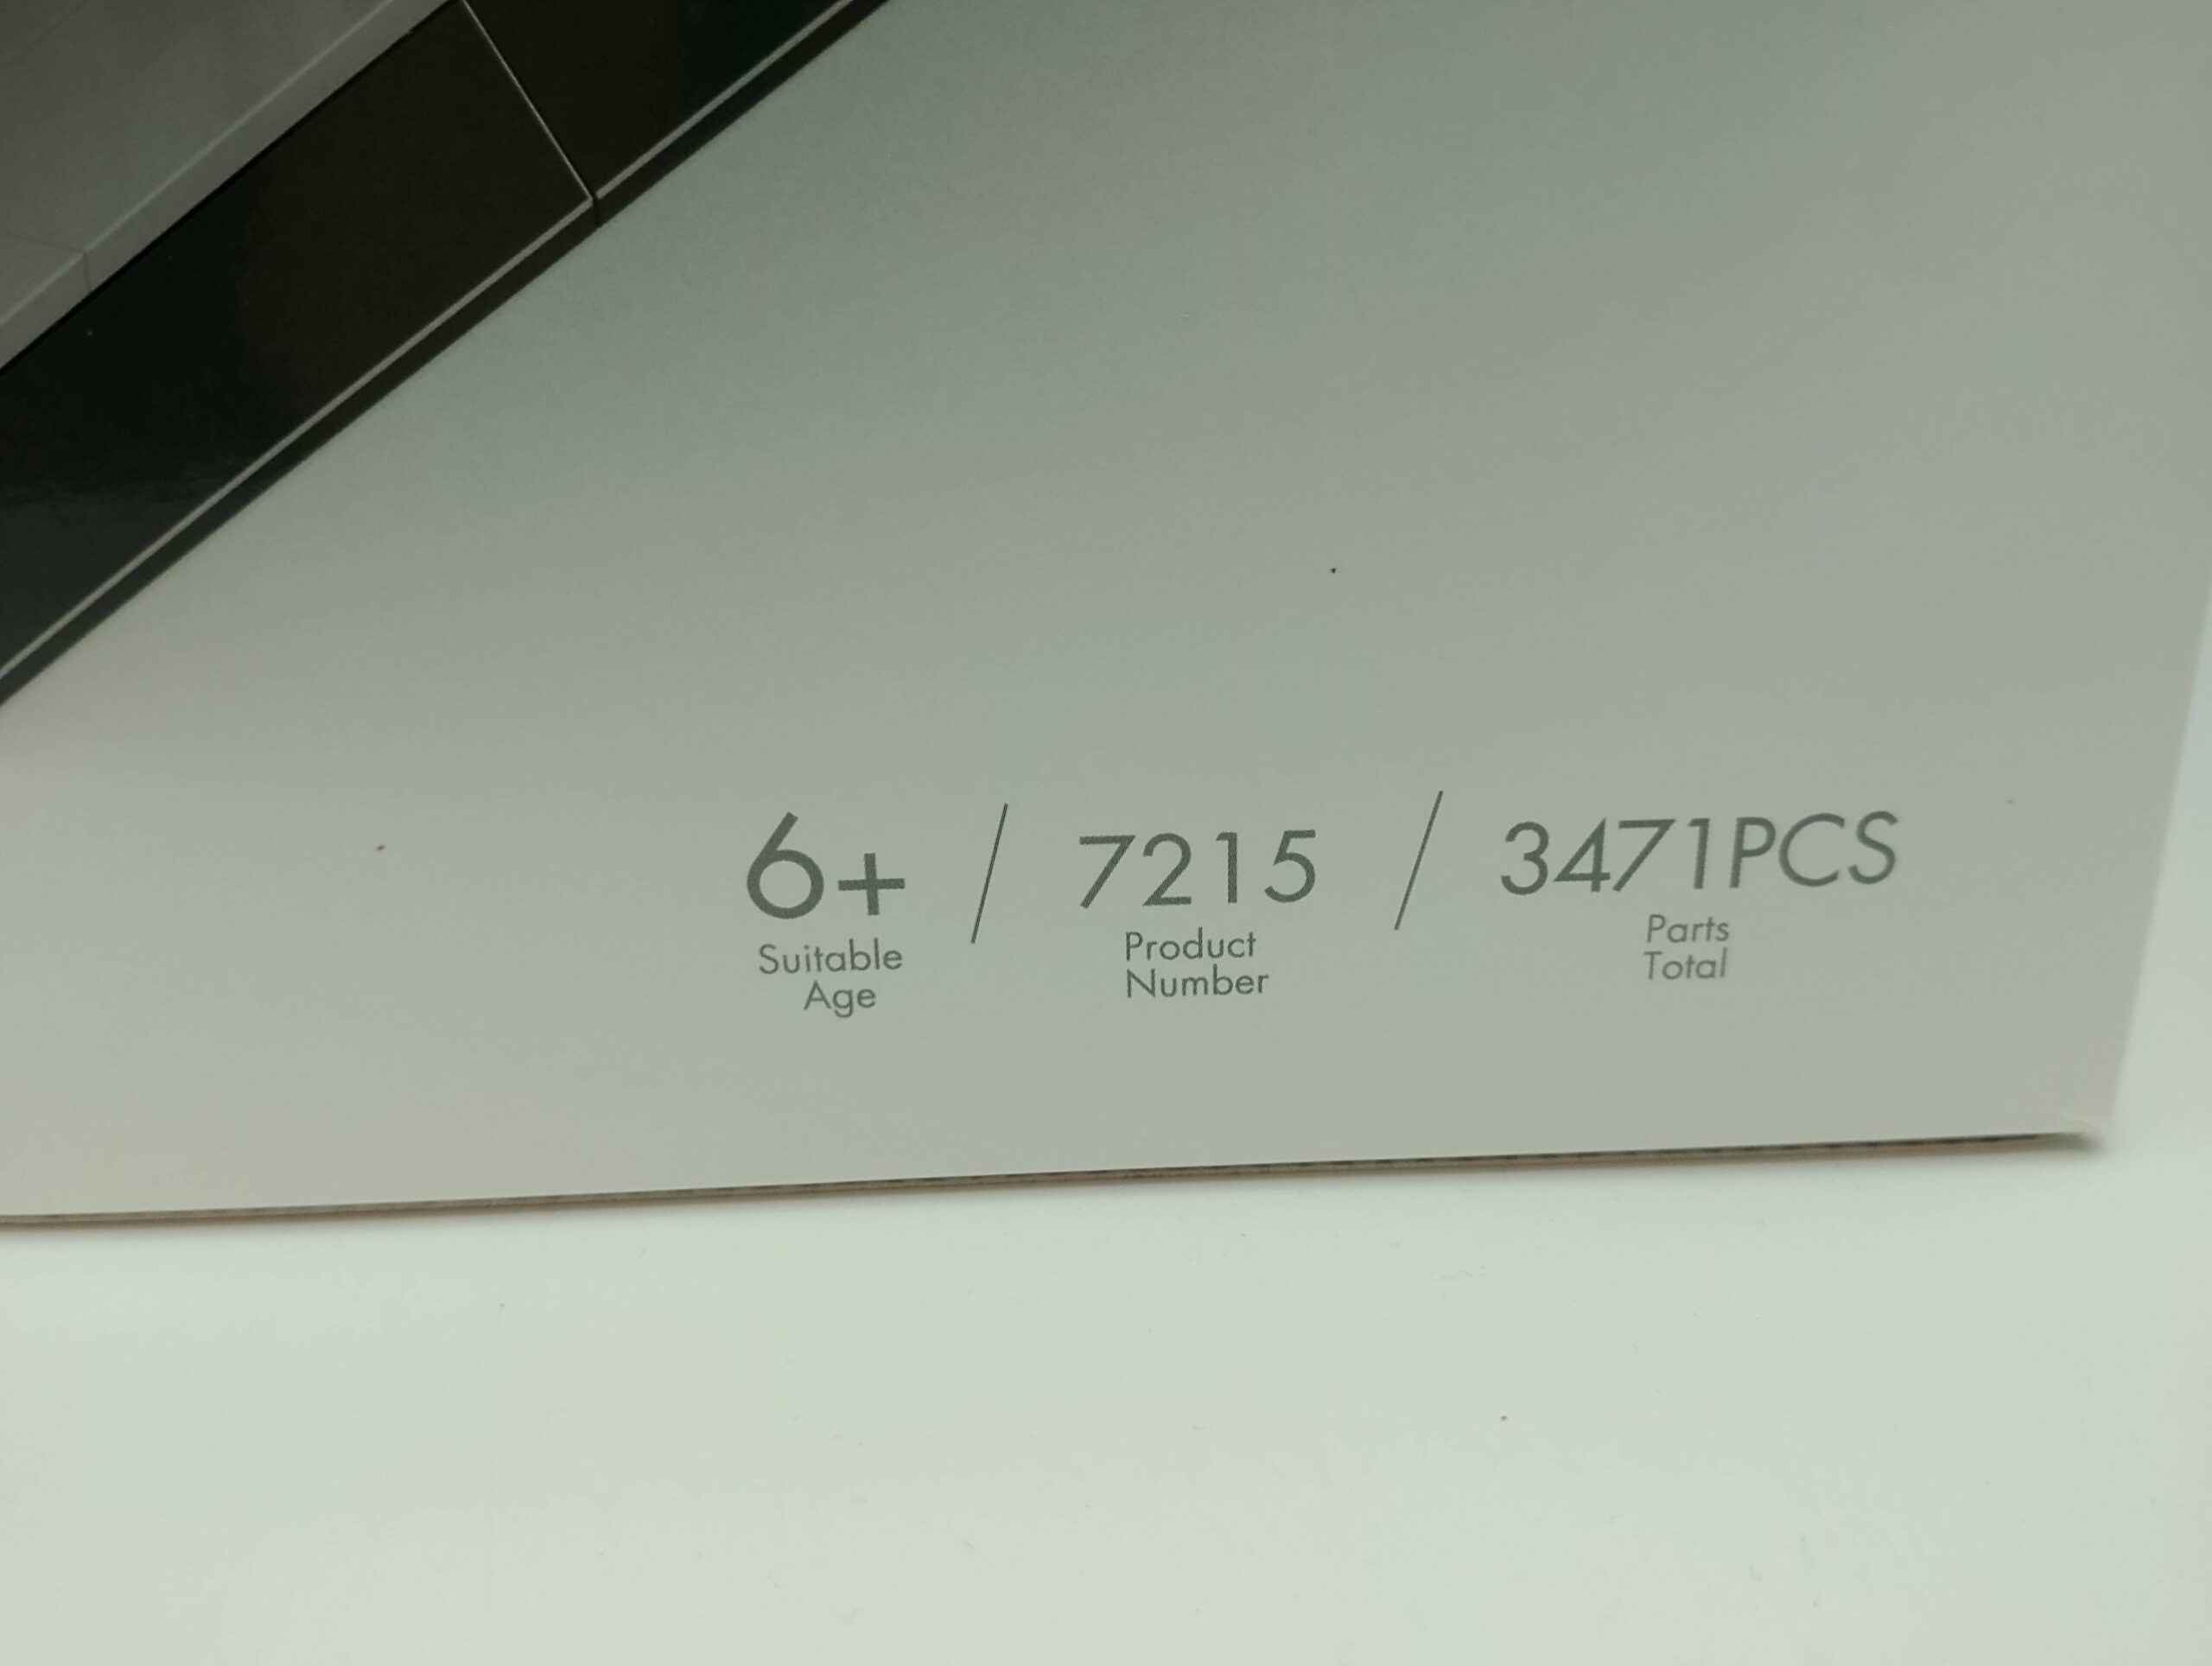 6+ / 7215 / 3471PCS
Suitable Age
Product Number
Parts Total